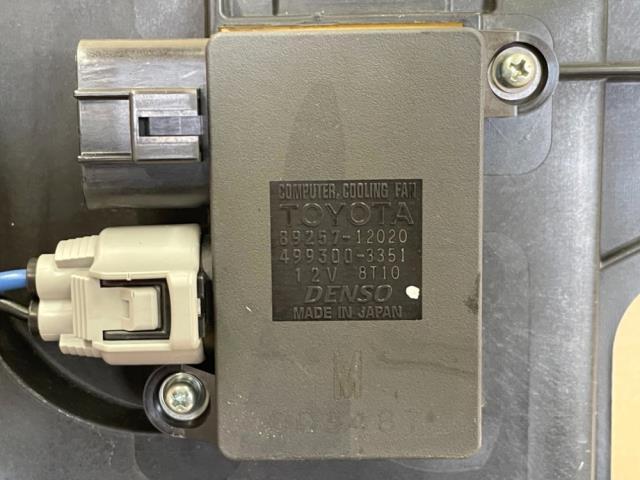 COMPUTER, COOLING FAN
TOYOTA
89257-12020
499300-3351
12V 8T10
DENSO
MADE IN JAPAN
M